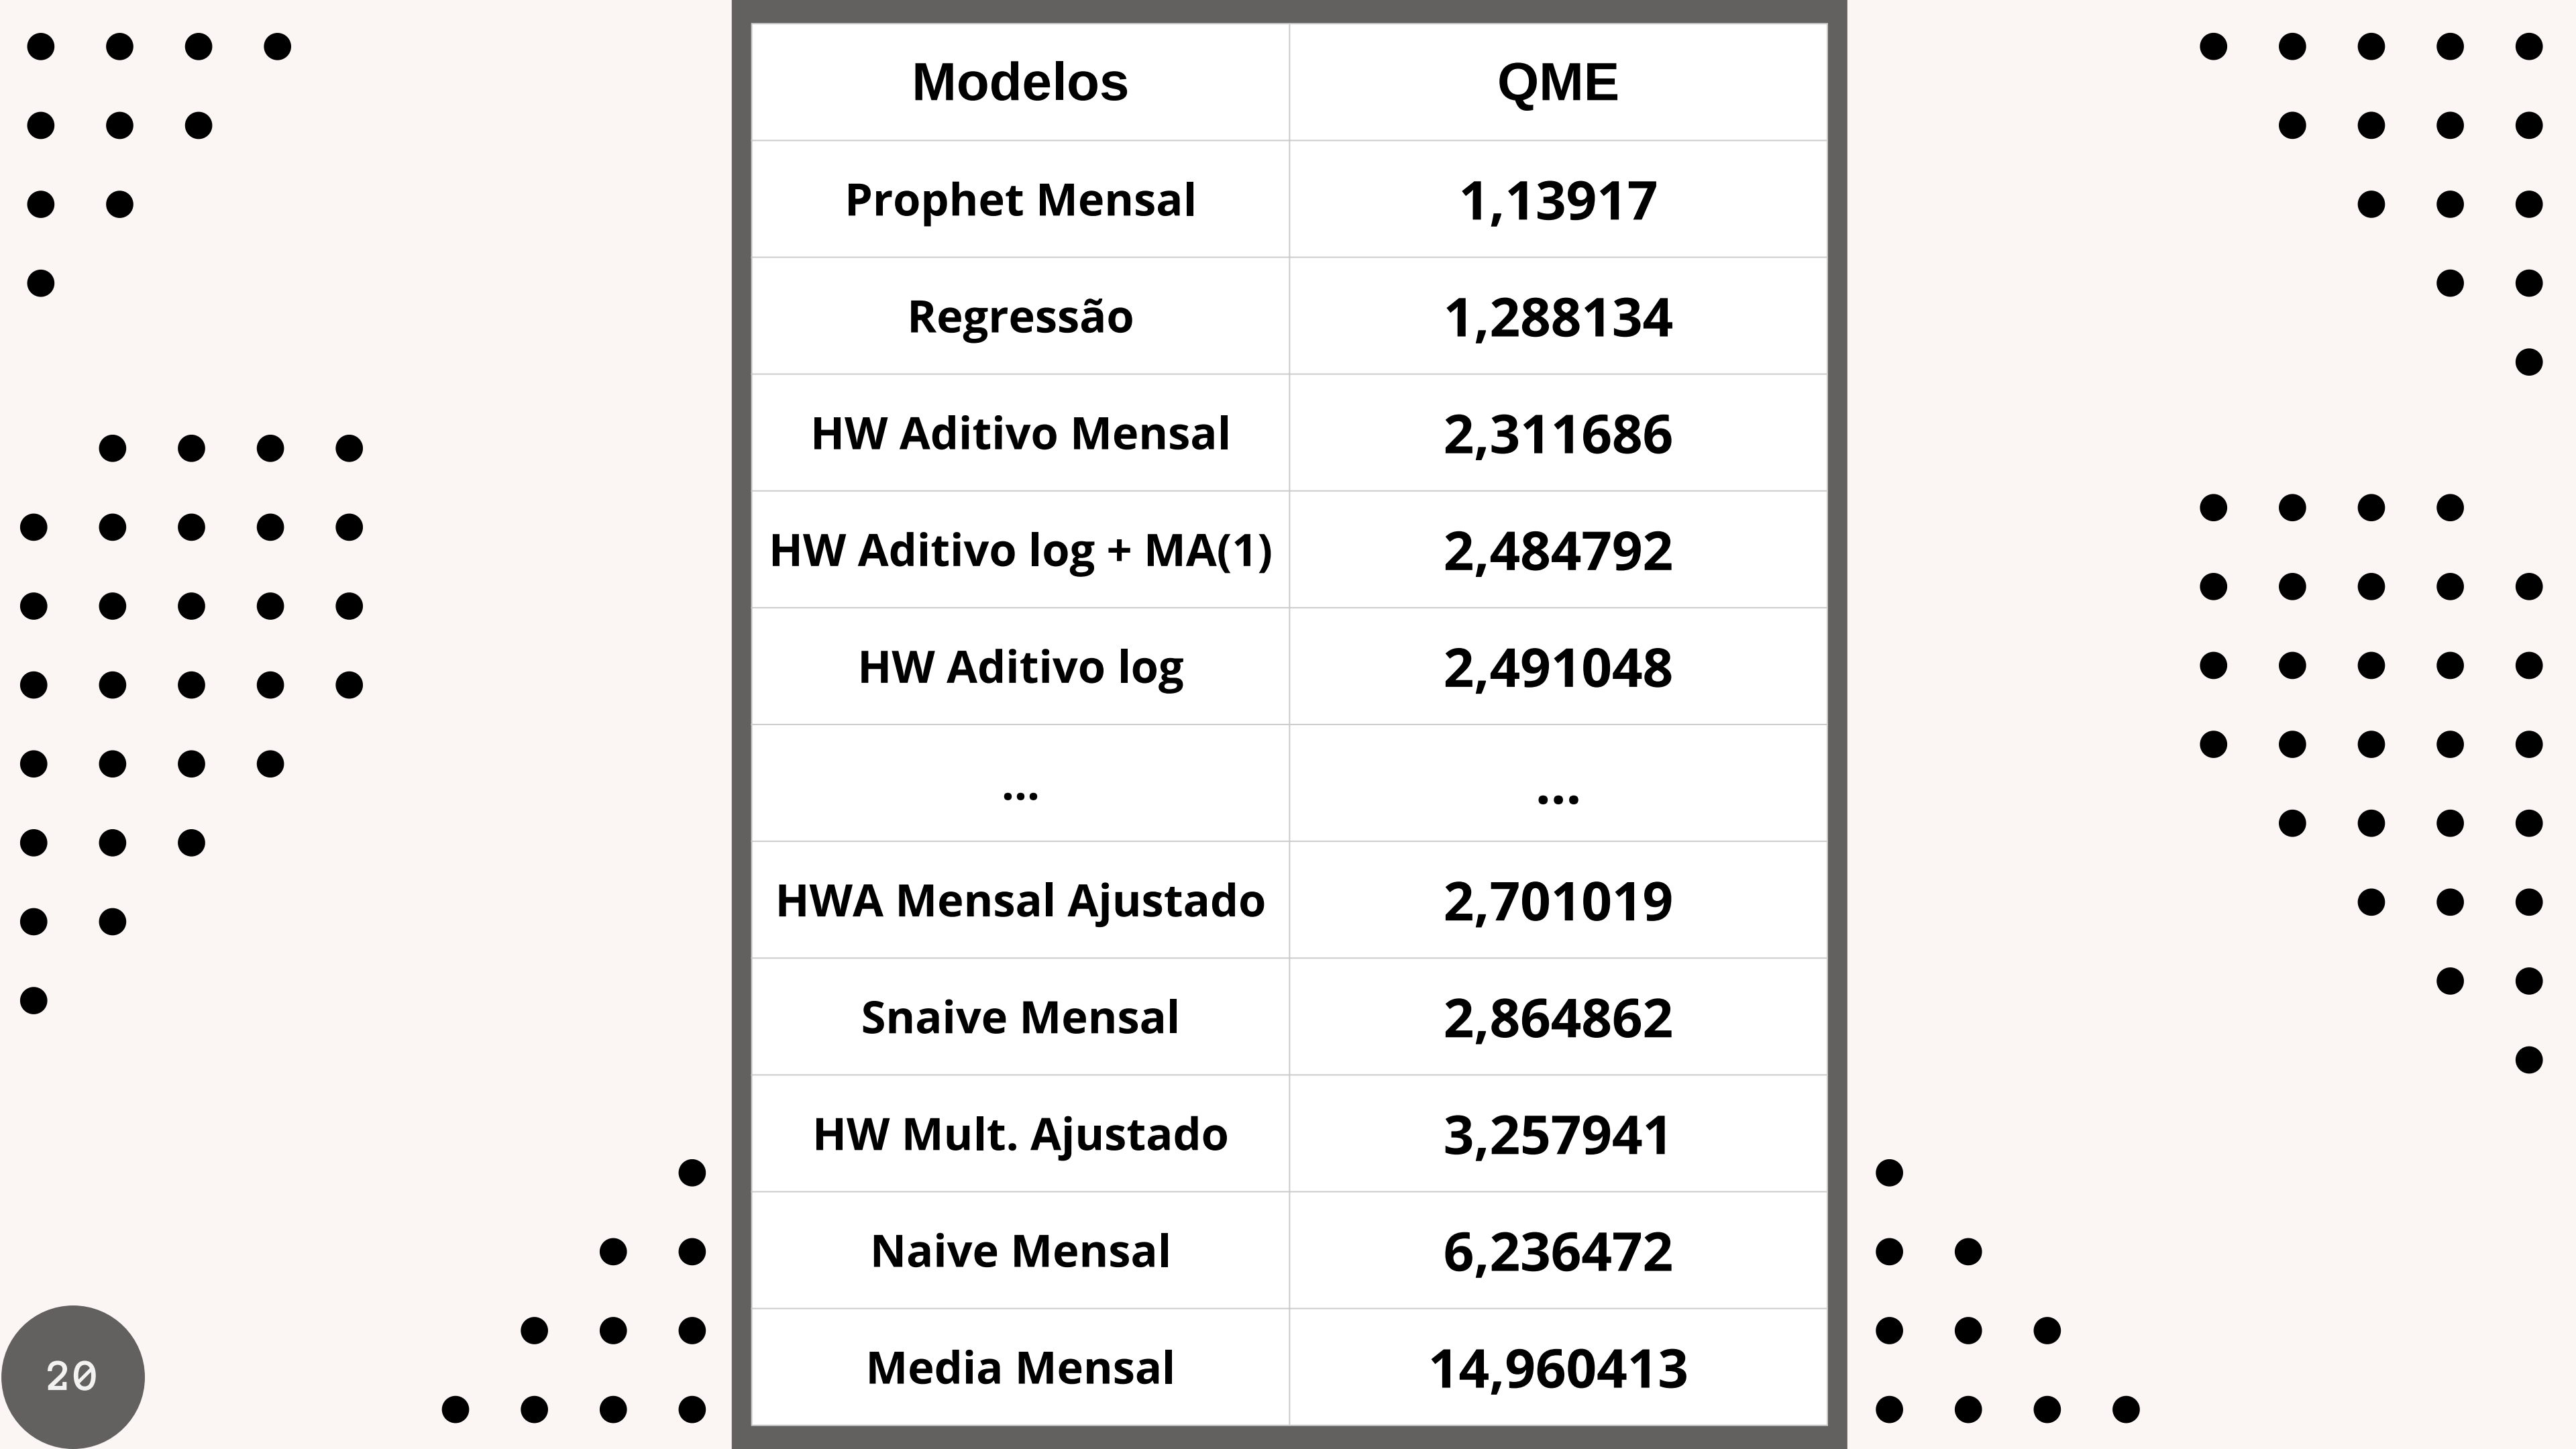 Modelos QME
Prophet Mensal 1,13917
Regressão 1,288134
HW Aditivo Mensal 2,311686
HW Aditivo log + MA(1) 2,484792
HW Aditivo log 2,491048
... ...
HWA Mensal Ajustado 2,701019
Snaive Mensal 2,864862
HW Mult. Ajustado 3,257941
Naive Mensal 6,236472
Media Mensal 14,960413
20